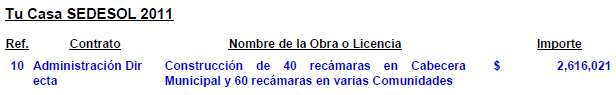 Tu Casa SEDESOL 2011
Ref. Contrato Nombre de la Obra o Licencia Importe
10 Administración Dir Construcción de 40 recámaras en Cabecera $ 2,616,021
ecta Municipal y 60 recámaras en varias Comunidades